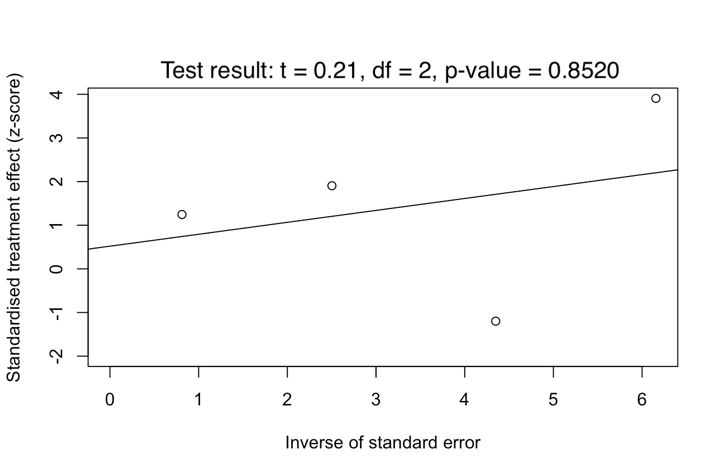 Test result: t = 0.21, df = 2, p-value = 0.8520
Standardised treatment effect (z-score)
4
3
2
1
0
-1
-2
0 1 2 3 4 5 6
Inverse of standard error